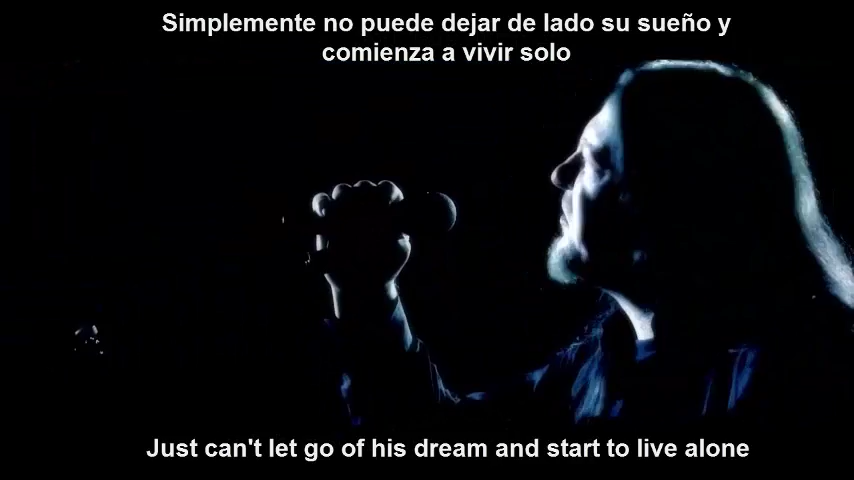 Simplemente no puede dejar de lado su sueño y
comienza a vivir solo
Just can't let go of his dream and start to live alone